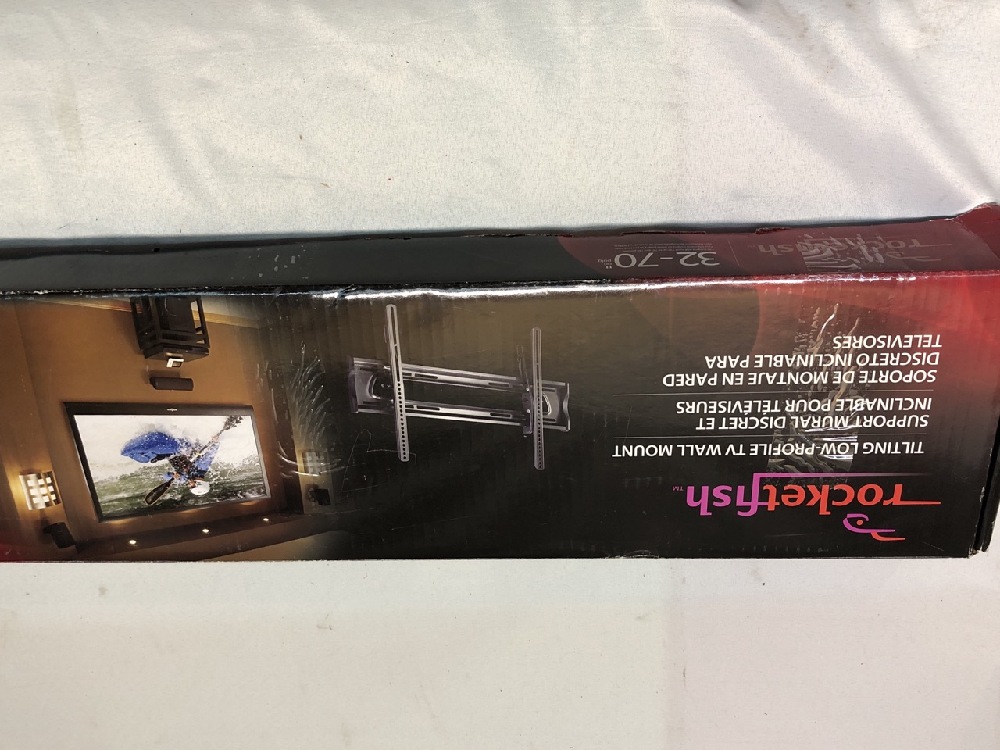 rocketfish™
TILTING LOW-PROFILE TV WALL MOUNT
SUPPORT MURAL DISCRET ET
INCLINABLE POUR TÉLÉVISEURS
SOPORTE DE MONTAJE EN PARED
DISCRETO INCLINABLE PARA
TELEVISORES
rocketfish
32-70"